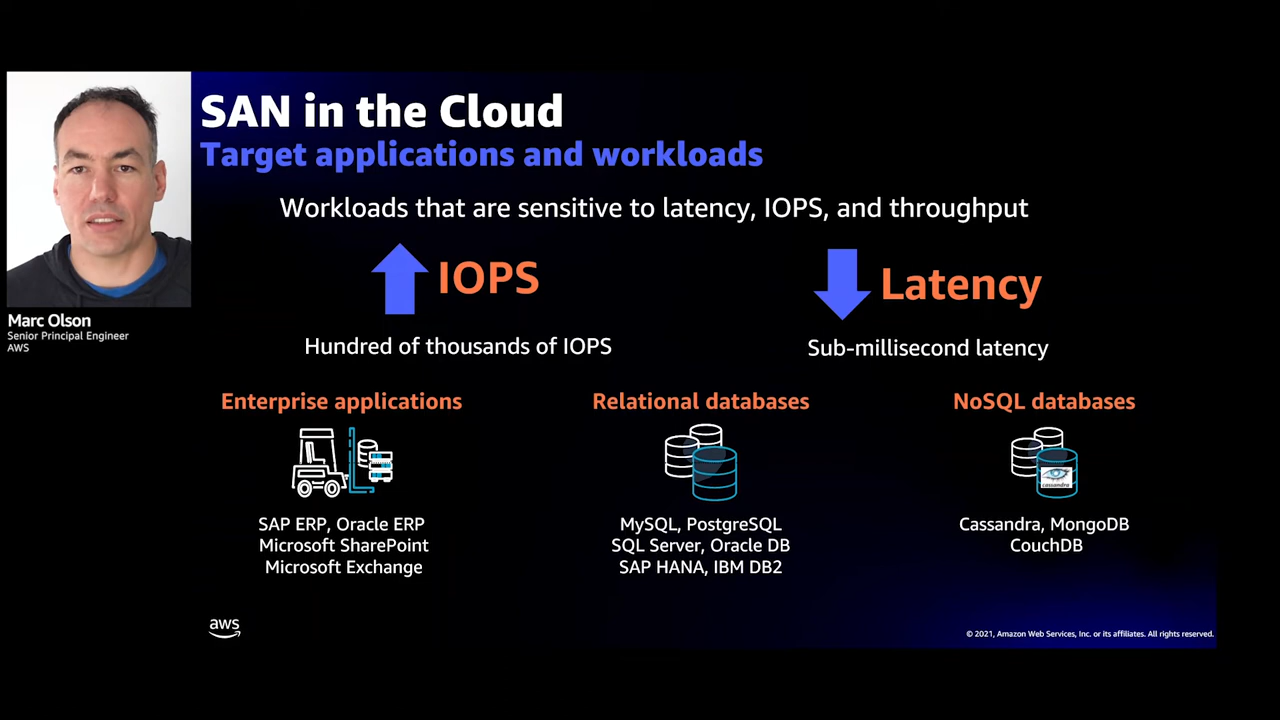 SAN in the Cloud
Target applications and workloads
Workloads that are sensitive to latency, IOPS, and throughput
IOPS
Latency
Hundred of thousands of IOPS
Sub-millisecond latency
Marc Olson
Senior Principal Engineer
AWS
Enterprise applications
Relational databases
NoSQL databases
cassandra
SAP ERP, Oracle ERP
Microsoft SharePoint
Microsoft Exchange
MySQL, PostgreSQL
SQL Server, Oracle DB
SAP HANA, IBM DB2
Cassandra, MongoDB
CouchDB
aws
© 2021, Amazon Web Services, Inc. or its affiliates. All rights reserved.